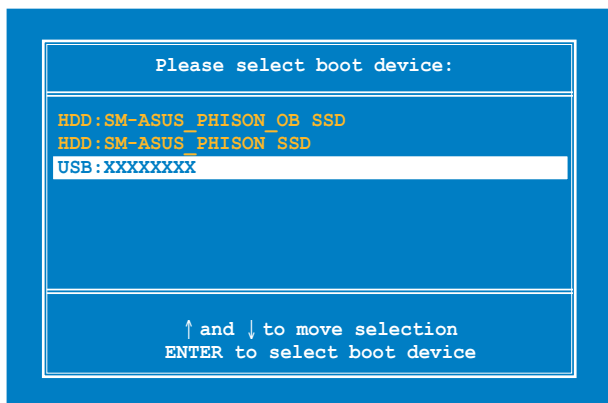 Please select boot device:
HDD:SM-ASUS_PHISON_OB SSD
HDD:SM-ASUS_PHISON SSD
USB:XXXXXXXX
↑ and ↓ to move selection
ENTER to select boot device